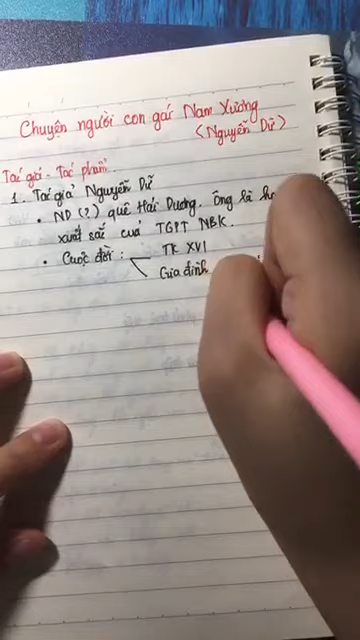 Chuyện người con gái Nam Xương
(Nguyễn Dữ)
Tác giả - Tác phẩm.
1. Tác giả Nguyễn Dữ
• ND (?) quê Hải Dương. Ông là
xuất sắc của TGPT NBK.
• Cuộc đời: TK XVI
Gia đình